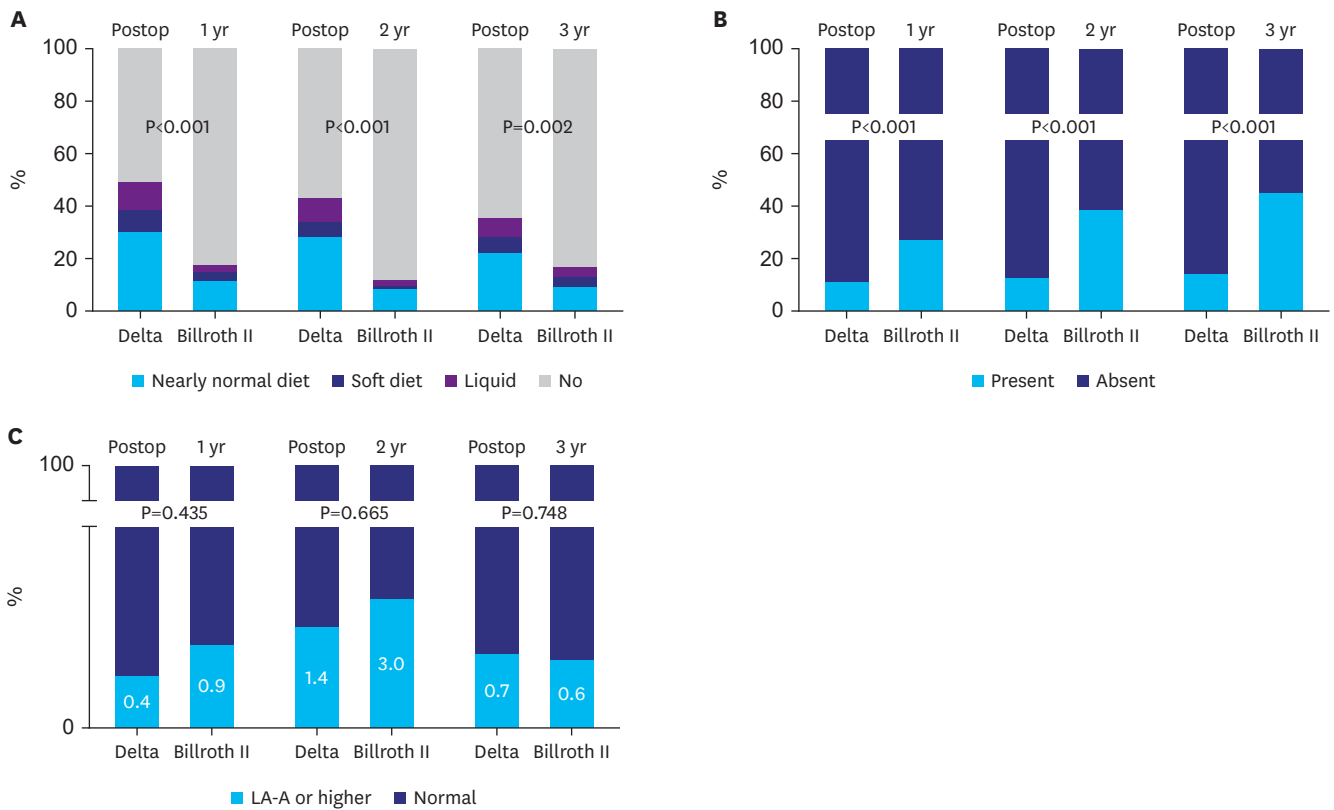 A
Postop 1 yr Postop 2 yr Postop 3 yr
100
80
60
40
20
0
%
P<0.001 P<0.001 P=0.002
Delta Billroth II Delta Billroth II Delta Billroth II
Nearly normal diet Soft diet Liquid No
B
Postop 1 yr Postop 2 yr Postop 3 yr
100
80
60
40
20
0
%
P<0.001 P<0.001 P<0.001
Delta Billroth II Delta Billroth II Delta Billroth II
Present Absent
C
Postop 1 yr Postop 2 yr Postop 3 yr
100
0
%
P=0.435 P=0.665 P=0.748
0.4 0.9 1.4 3.0 0.7 0.6
Delta Billroth II Delta Billroth II Delta Billroth II
LA-A or higher Normal